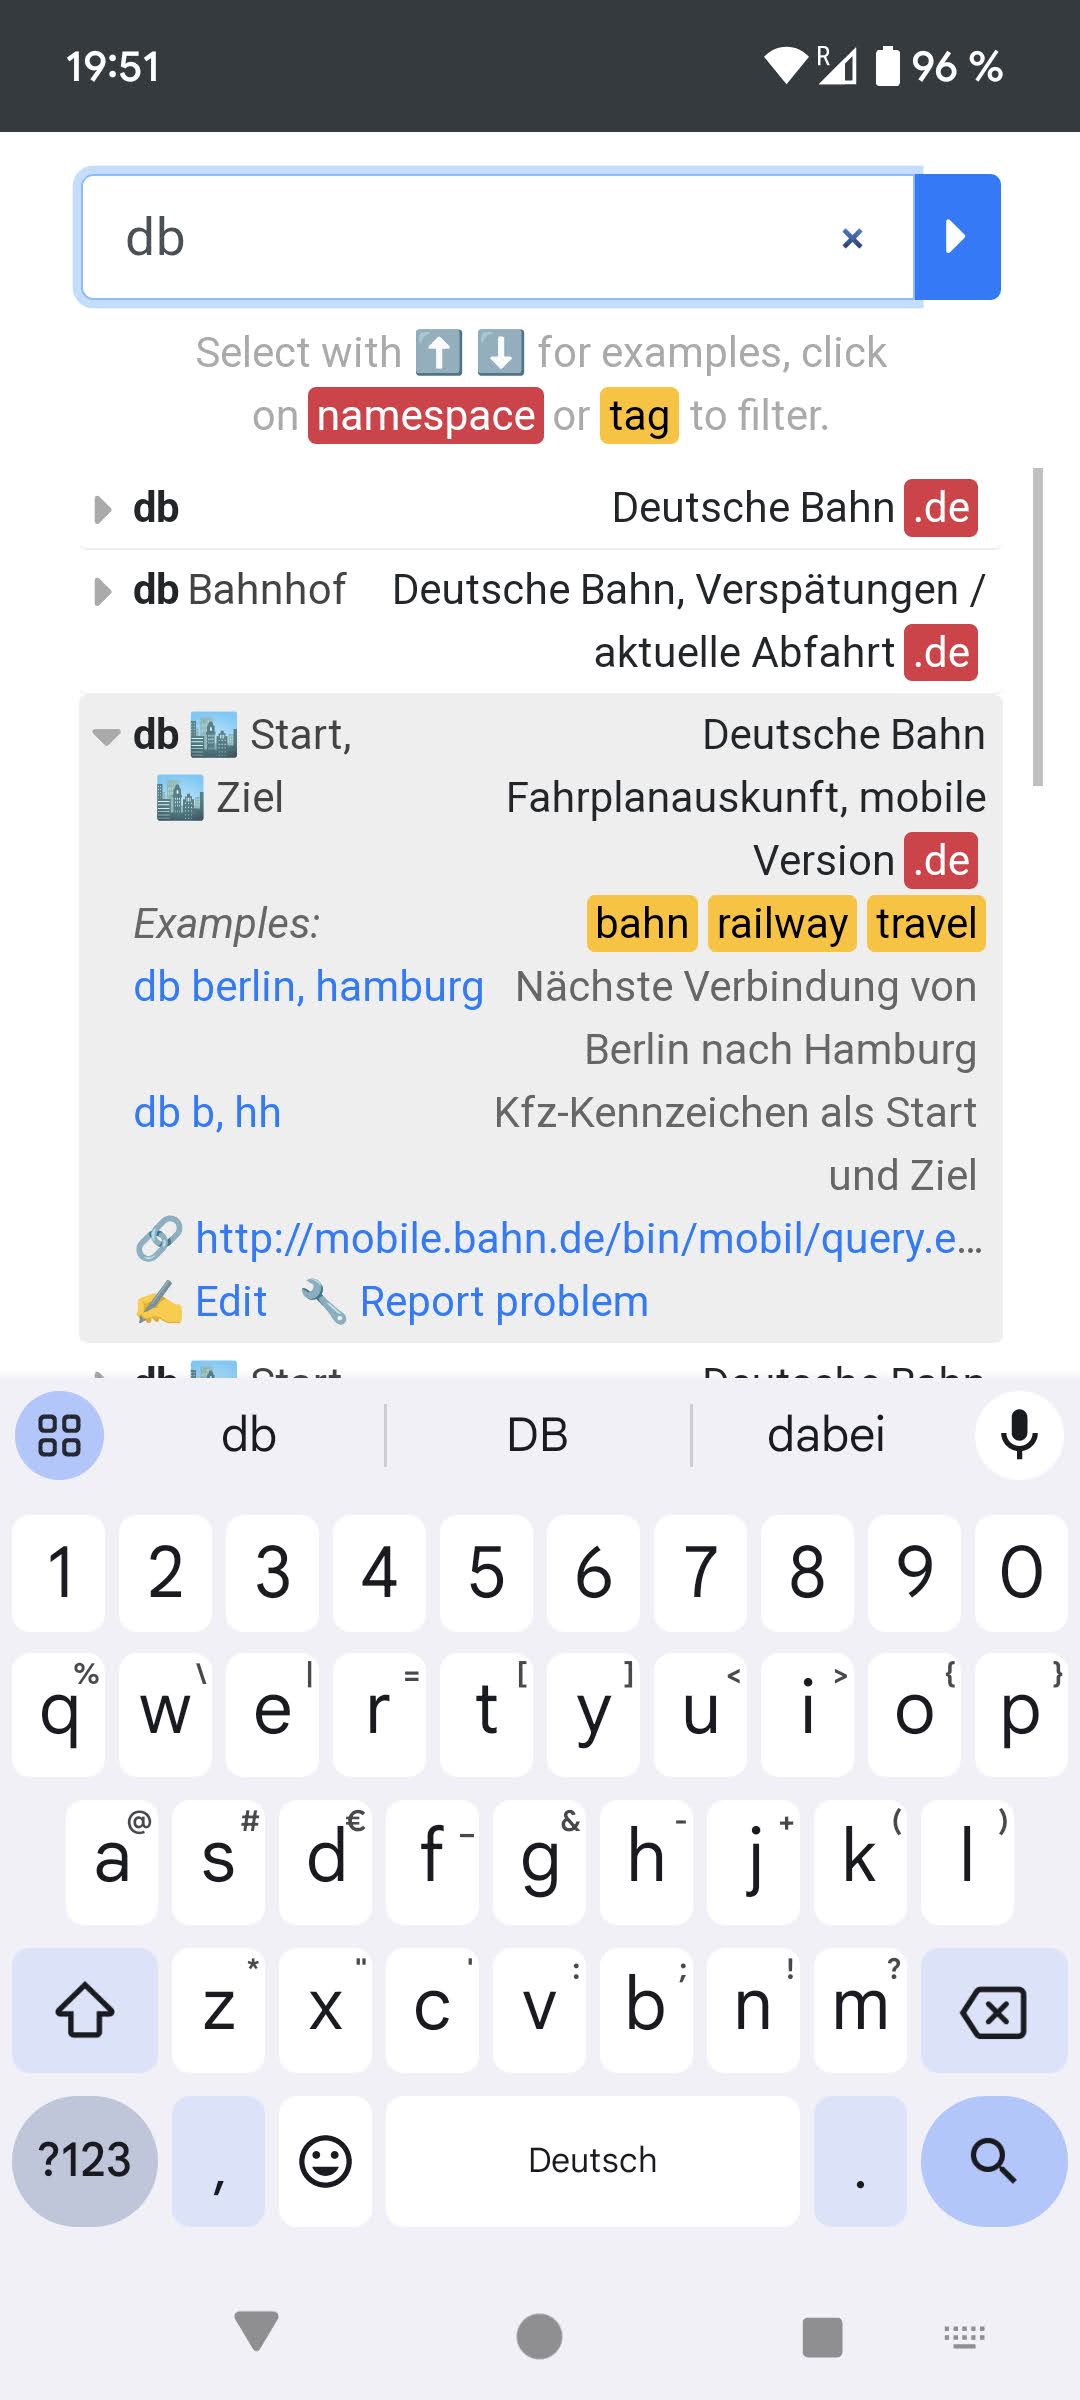 19:51 R 96 %
db ×
Select with ⬆️ ⬇️ for examples, click
on namespace or tag to filter.
db Deutsche Bahn .de
db Bahnhof Deutsche Bahn, Verspätungen /
aktuelle Abfahrt .de
db 🏙️ Start, Deutsche Bahn
🏙️ Ziel Fahrplanauskunft, mobile
Version .de
Examples: bahn railway travel
db berlin, hamburg Nächste Verbindung von
Berlin nach Hamburg
db b, hh Kfz-Kennzeichen als Start
und Ziel
🔗 http://mobile.bahn.de/bin/mobil/query.e…
✍️ Edit 🔧 Report problem
db 🏙️ Start Deutsche Bahn
db DB dabei
1 2 3 4 5 6 7 8 9 0
q % w \ e | r = t [ y ] u < i > o { p }
a @ s # d € f _ g & h - j + k ( l )
z * x " c ' v : b ; n ! m ?
?123 , Deutsch .